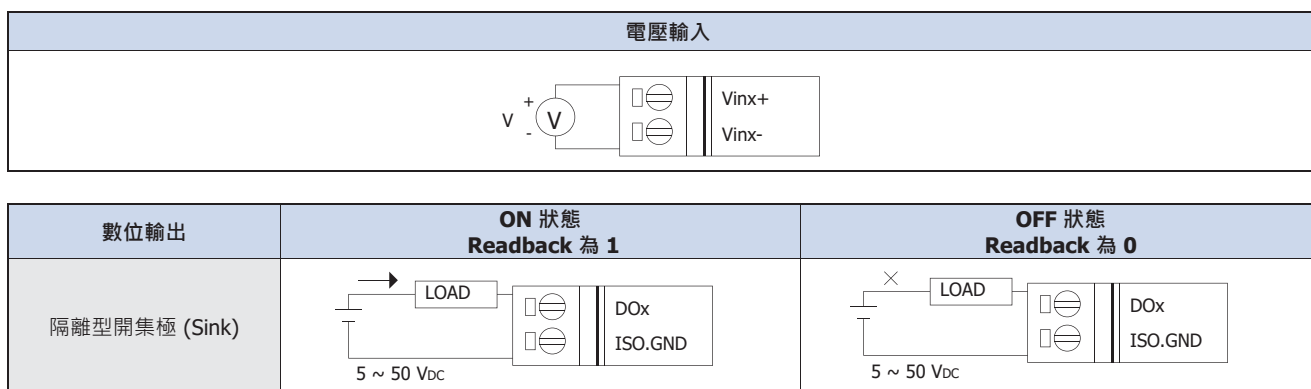 電壓輸入
V
+
-
V
Vinx+
Vinx-
數位輸出
ON 狀態
Readback 為 1
OFF 狀態
Readback 為 0
隔離型開集極 (Sink)
LOAD
DOx
ISO.GND
5 ~ 50 VDC
LOAD
DOx
ISO.GND
5 ~ 50 VDC